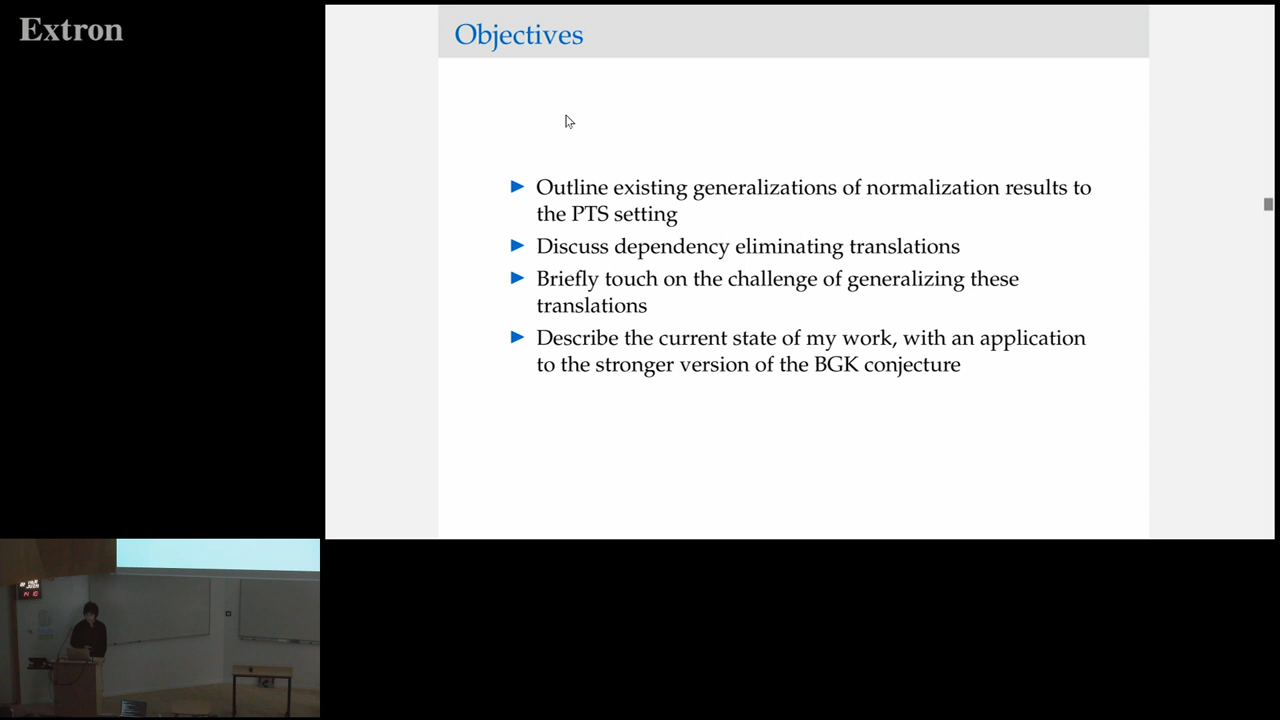 Extron
Objectives
Outline existing generalizations of normalization results to
the PTS setting
Discuss dependency eliminating translations
Briefly touch on the challenge of generalizing these
translations
Describe the current state of my work, with an application
to the stronger version of the BGK conjecture